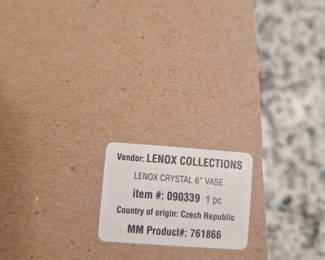 Vendor: LENOX COLLECTIONS
LENOX CRYSTAL 6" VASE
item #: 090339 1 pc
Country of origin: Czech Republic
MM Product#: 761866